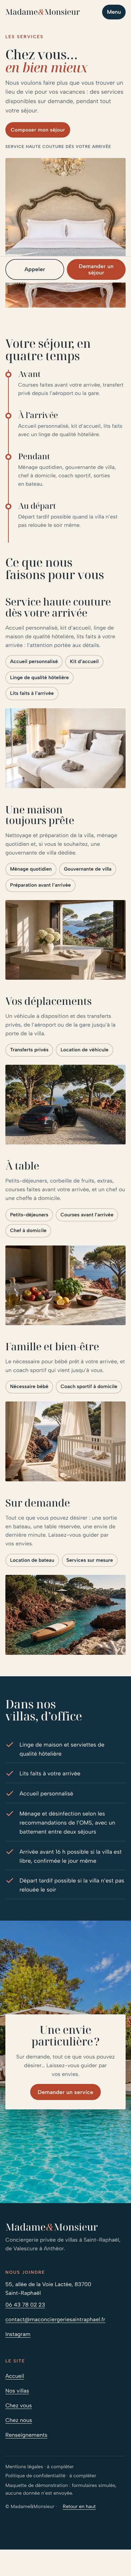 Madame&Monsieur
Menu
LES SERVICES
Chez vous…
en bien mieux
Nous voulons faire plus que vous trouver un
lieu de vie pour vos vacances : des services
disponibles sur demande, pendant tout
votre séjour.
Composer mon séjour
SERVICE HAUTE COUTURE DÈS VOTRE ARRIVÉE
Appeler
Demander un
séjour
Votre séjour, en
quatre temps
Avant
Courses faites avant votre arrivée, transfert
privé depuis l'aéroport ou la gare.
À l'arrivée
Accueil personnalisé, kit d'accueil, lits faits
avec un linge de qualité hôtelière.
Pendant
Ménage quotidien, gouvernante de villa,
chef à domicile, coach sportif, sorties
en bateau.
Au départ
Départ tardif possible quand la villa n'est
pas relouée le soir même.
Ce que nous
faisons pour vous
Service haute couture
dès votre arrivée
Accueil personnalisé, kit d'accueil, linge de
maison de qualité hôtelière, lits faits à votre
arrivée : l'attention portée aux détails.
Accueil personnalisé
Kit d'accueil
Linge de qualité hôtelière
Lits faits à l'arrivée
Une maison
toujours prête
Nettoyage et préparation de la villa, ménage
quotidien et, si vous le souhaitez, une
gouvernante de villa dédiée.
Ménage quotidien
Gouvernante de villa
Préparation avant l'arrivée
Vos déplacements
Un véhicule à disposition et des transferts
privés, de l'aéroport ou de la gare jusqu'à la
porte de la villa.
Transferts privés
Location de véhicule
À table
Petits-déjeuners, corbeille de fruits, extras,
courses faites avant votre arrivée, et un chef ou
une cheffe à domicile.
Petits-déjeuners
Courses avant l'arrivée
Chef à domicile
Famille et bien-être
Le nécessaire pour bébé prêt à votre arrivée, et
un coach sportif qui vient jusqu'à vous.
Nécessaire bébé
Coach sportif à domicile
Sur demande
Tout ce que vous pouvez désirer : une sortie
en bateau, une table réservée, une envie de
dernière minute. Laissez-vous guider par
vos envies.
Location de bateau
Services sur mesure
Dans nos
villas, d'office
Linge de maison et serviettes de
qualité hôtelière
Lits faits à votre arrivée
Accueil personnalisé
Ménage et désinfection selon les
recommandations de l'OMS, avec un
battement entre deux séjours
Arrivée avant 16 h possible si la villa est
libre, confirmée le jour même
Départ tardif possible si la villa n'est pas
relouée le soir
Une envie
particulière ?
Sur demande, tout ce que vous pouvez
désirer… Laissez-vous guider par
vos envies.
Demander un service
Madame&Monsieur
Conciergerie privée de villas à Saint-Raphaël,
de Valescure à Anthéor.
NOUS JOINDRE
55, allée de la Voie Lactée, 83700
Saint-Raphaël
06 43 78 02 23
contact@maconciergeriesaintraphael.fr
Instagram
LE SITE
Accueil
Nos villas
Chez vous
Chez nous
Renseignements
Mentions légales · à compléter
Politique de confidentialité · à compléter
Maquette de démonstration : formulaires simulés,
aucune donnée n'est envoyée.
© Madame&Monsieur
Retour en haut